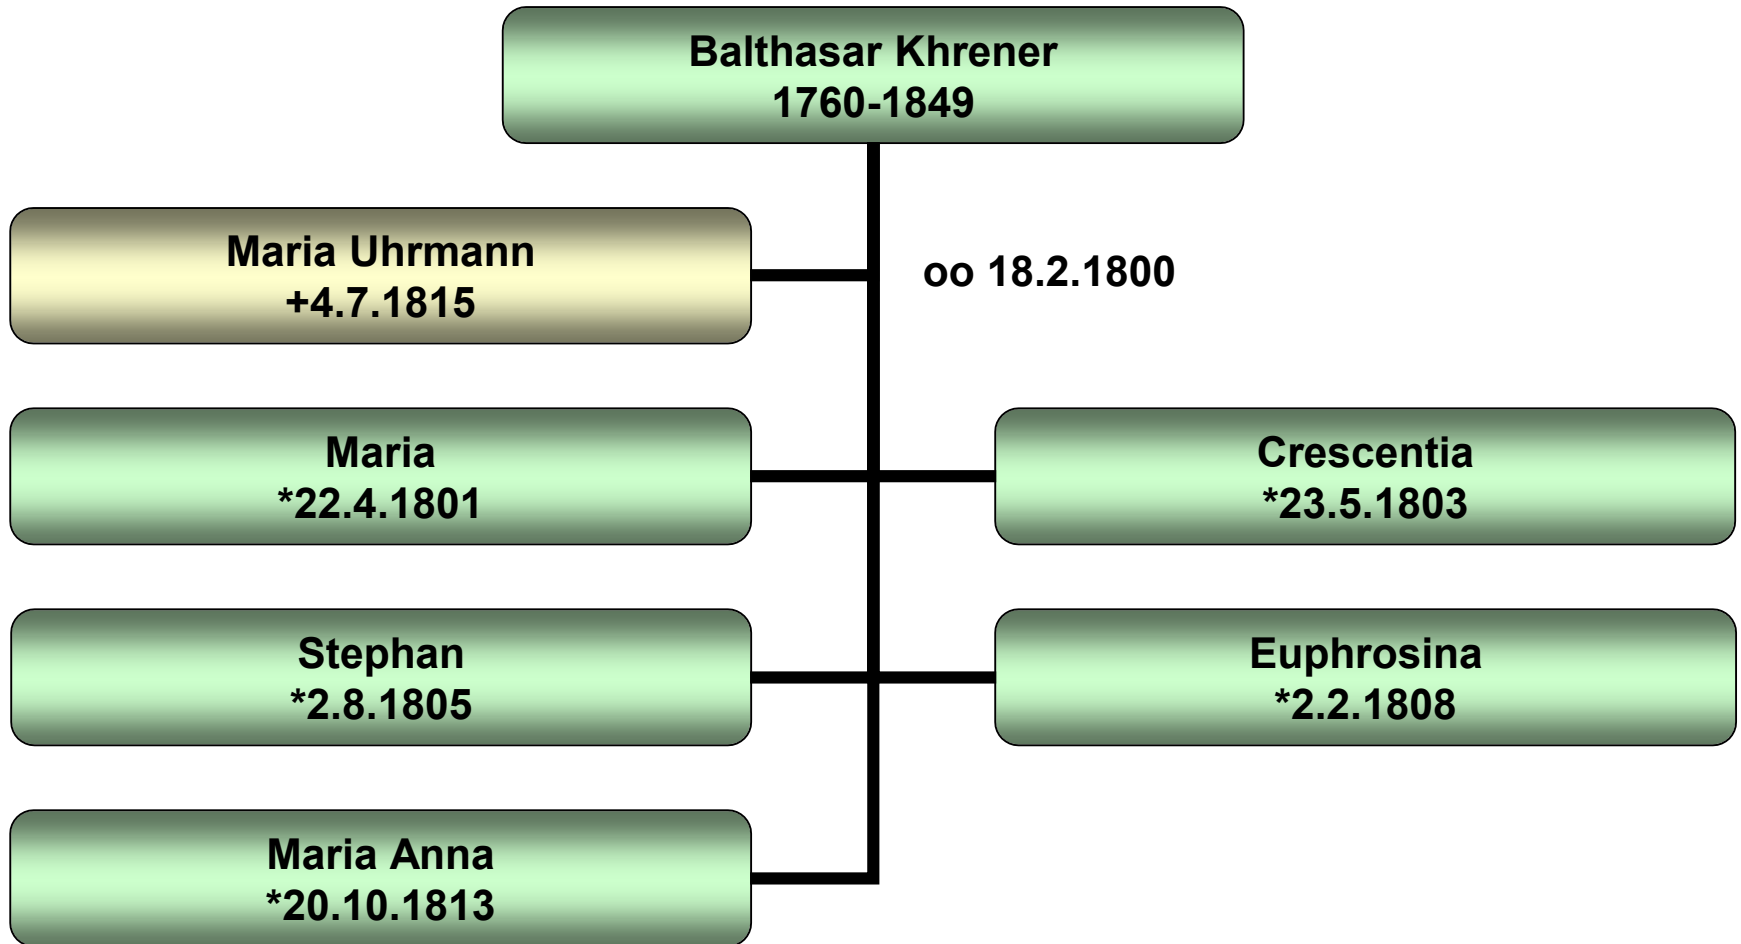 Balthasar Khrener
1760-1849
Maria Uhrmann
+4.7.1815
oo 18.2.1800
Maria
*22.4.1801
Crescentia
*23.5.1803
Stephan
*2.8.1805
Euphrosina
*2.2.1808
Maria Anna
*20.10.1813